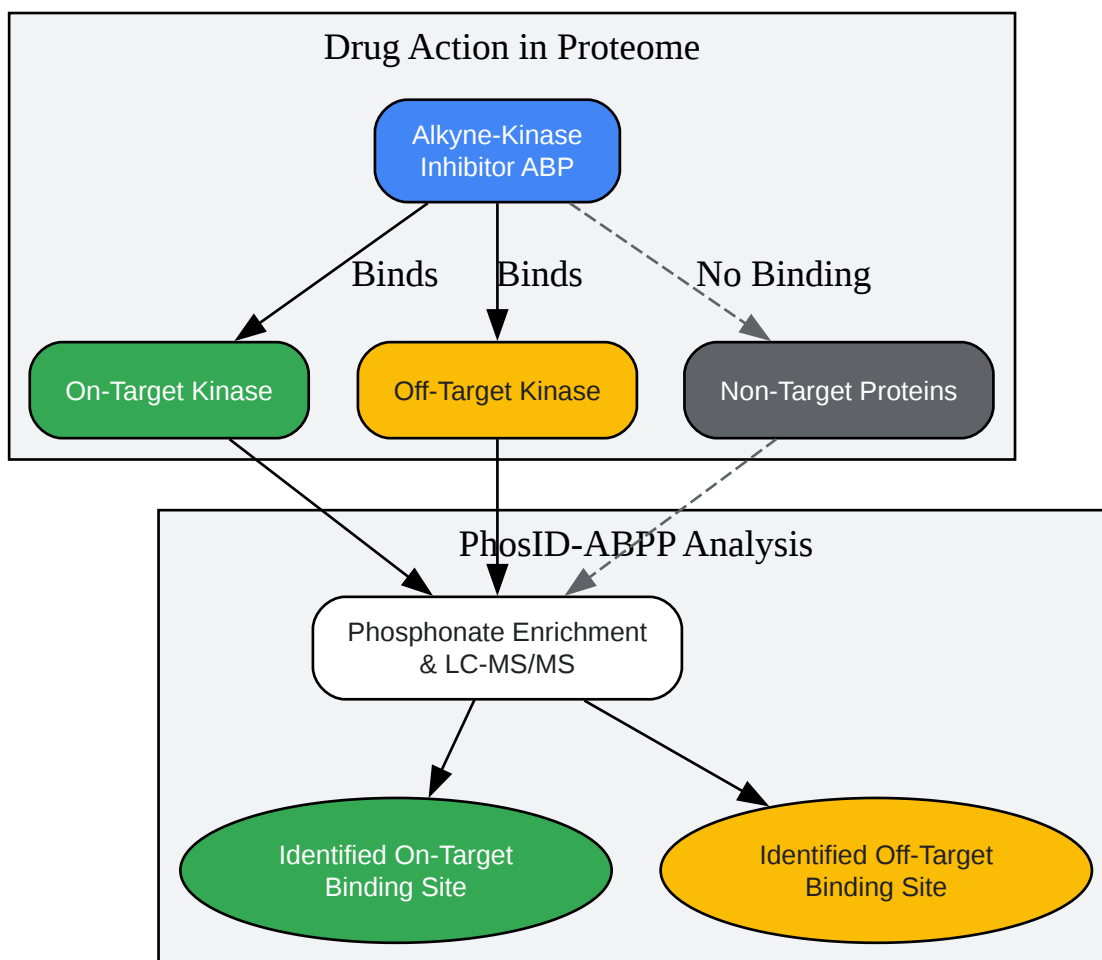 Drug Action in Proteome
Alkyne-Kinase
Inhibitor ABP
Binds
Binds
No Binding
On-Target Kinase
Off-Target Kinase
Non-Target Proteins
PhosID-ABPP Analysis
Phosphonate Enrichment
& LC-MS/MS
Identified On-Target
Binding Site
Identified Off-Target
Binding Site